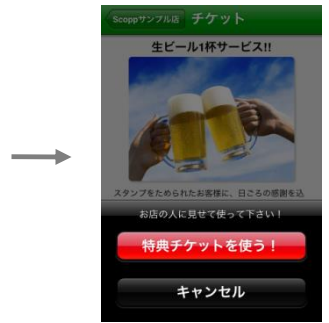 Scoppサンプル店
チケット
生ビール1杯サービス!!
スタンプをためられたお客様に、日ごろの感謝を込
お店の人に見せて使って下さい！
特典チケットを使う！
キャンセル